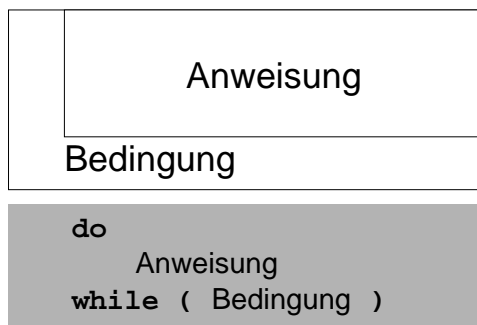 Anweisung
Bedingung
do
Anweisung
while ( Bedingung )